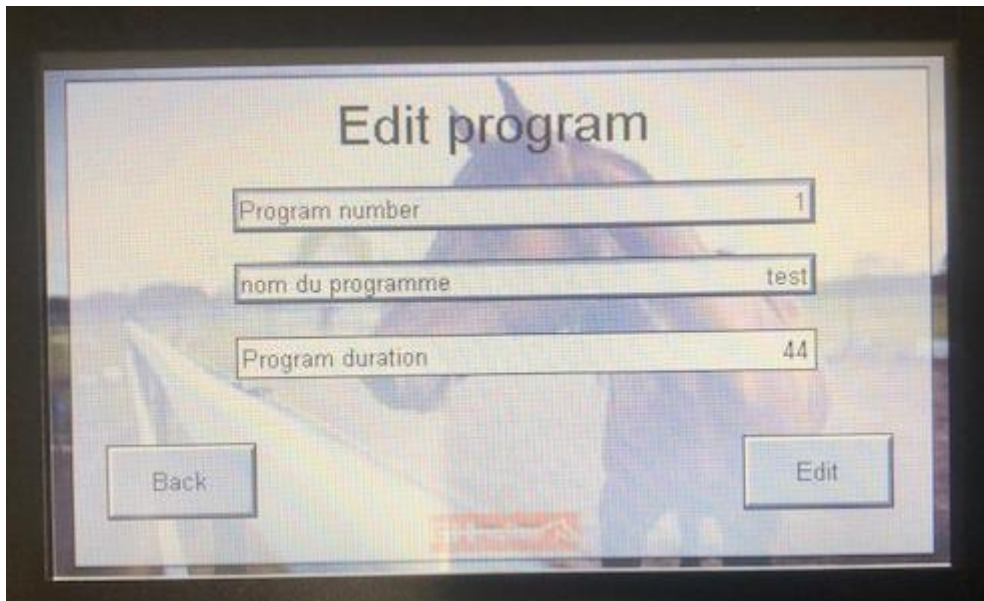 Edit program
Program number 1
nom du programme test
Program duration 44
Back Edit